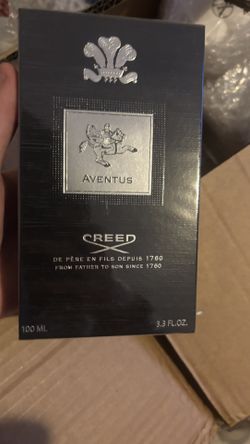 AVENTUS
CREED
DE PÈRE EN FILS DEPUIS 1760
FROM FATHER TO SON SINCE 1760
100 ML 3.3 FL.OZ.